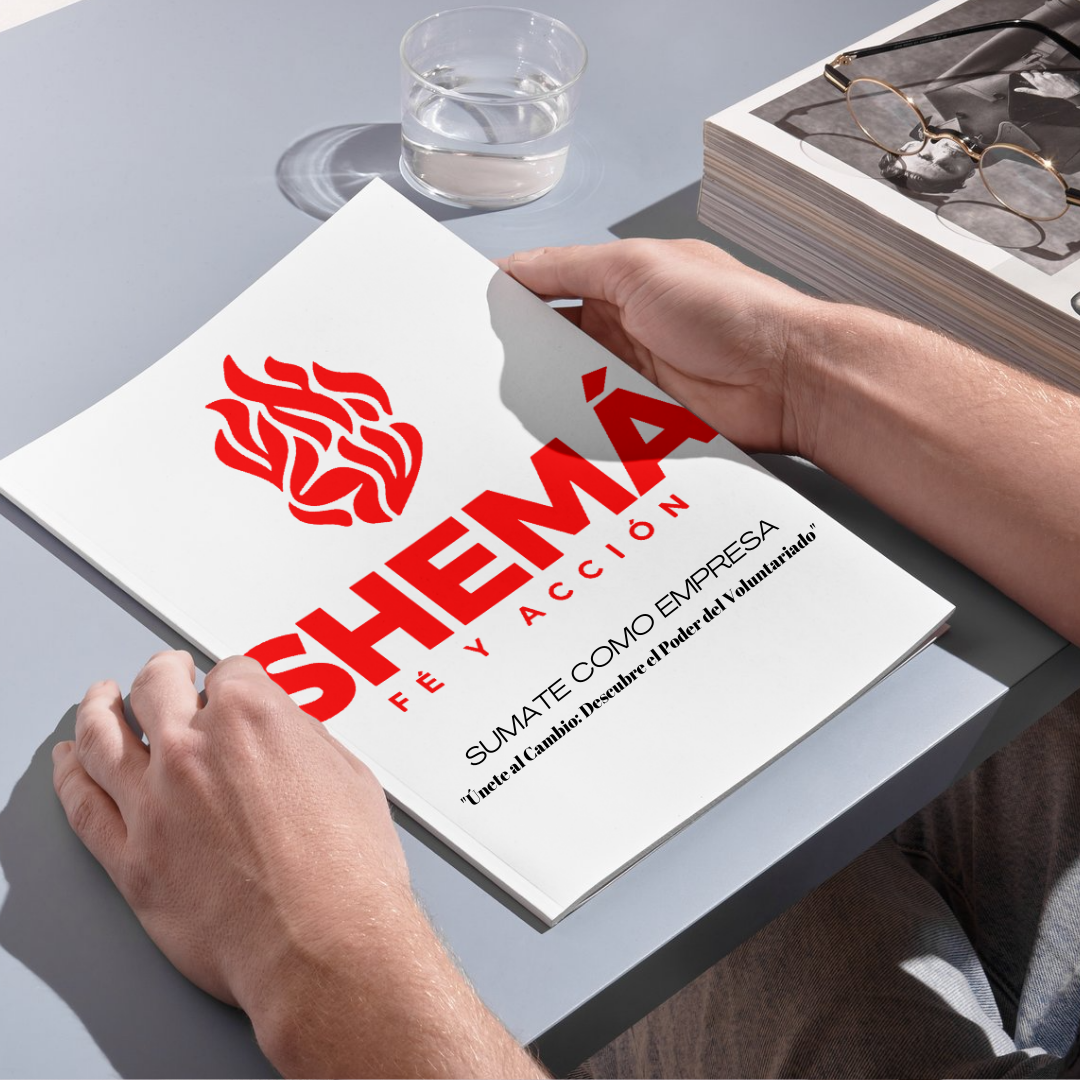 SHEMÁ
FÉ Y ACCIÓN
SUMATE COMO EMPRESA
"Únete al Cambio: Descubre el Poder del Voluntariado"